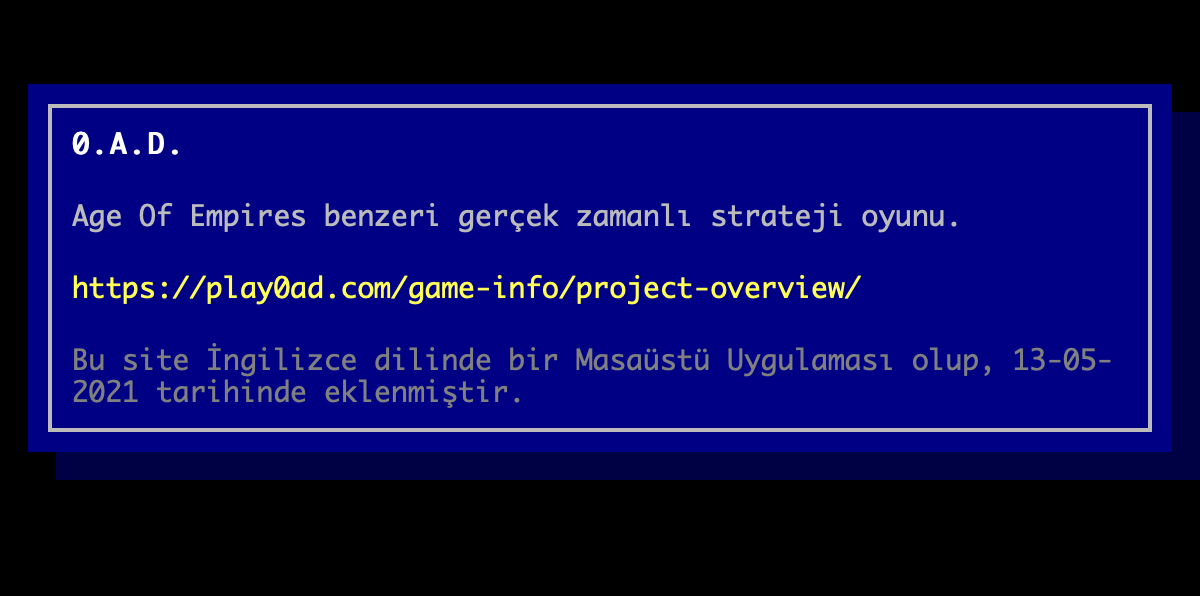 0.A.D.
Age Of Empires benzeri gerçek zamanlı strateji oyunu.
https://play0ad.com/game-info/project-overview/
Bu site İngilizce dilinde bir Masaüstü Uygulaması olup, 13-05-
2021 tarihinde eklenmiştir.